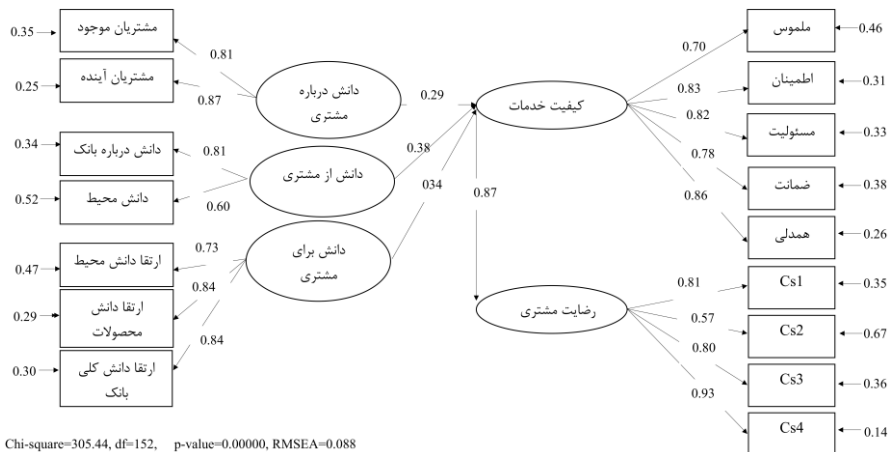 0.35
مشتریان موجود
0.81
0.25
مشتریان آینده
0.87
0.34
دانش درباره بانک
0.81
0.52
دانش محیط
0.60
0.47
ارتقا دانش محیط
0.73
0.29
ارتقا دانش
محصولات
0.84
0.30
ارتقا دانش کلی
بانک
0.84
دانش درباره
مشتری
0.29
دانش از مشتری
0.38
دانش برای
مشتری
034
کیفیت خدمات
0.87
رضایت مشتری
0.70
ملموس
0.46
0.83
اطمینان
0.31
0.82
مسئولیت
0.33
0.78
ضمانت
0.38
0.86
همدلی
0.26
0.81
Cs1
0.35
0.57
Cs2
0.67
0.80
Cs3
0.36
0.93
Cs4
0.14
Chi-square=305.44, df=152, p-value=0.00000, RMSEA=0.088